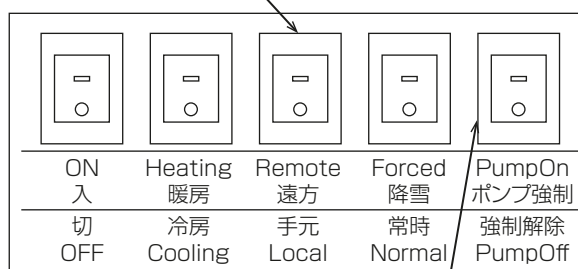 ON Heating Remote Forced PumpOn
入 暖房 遠方 降雪 ポンプ強制
切 冷房 手元 常時 強制解除
OFF Cooling Local Normal PumpOff